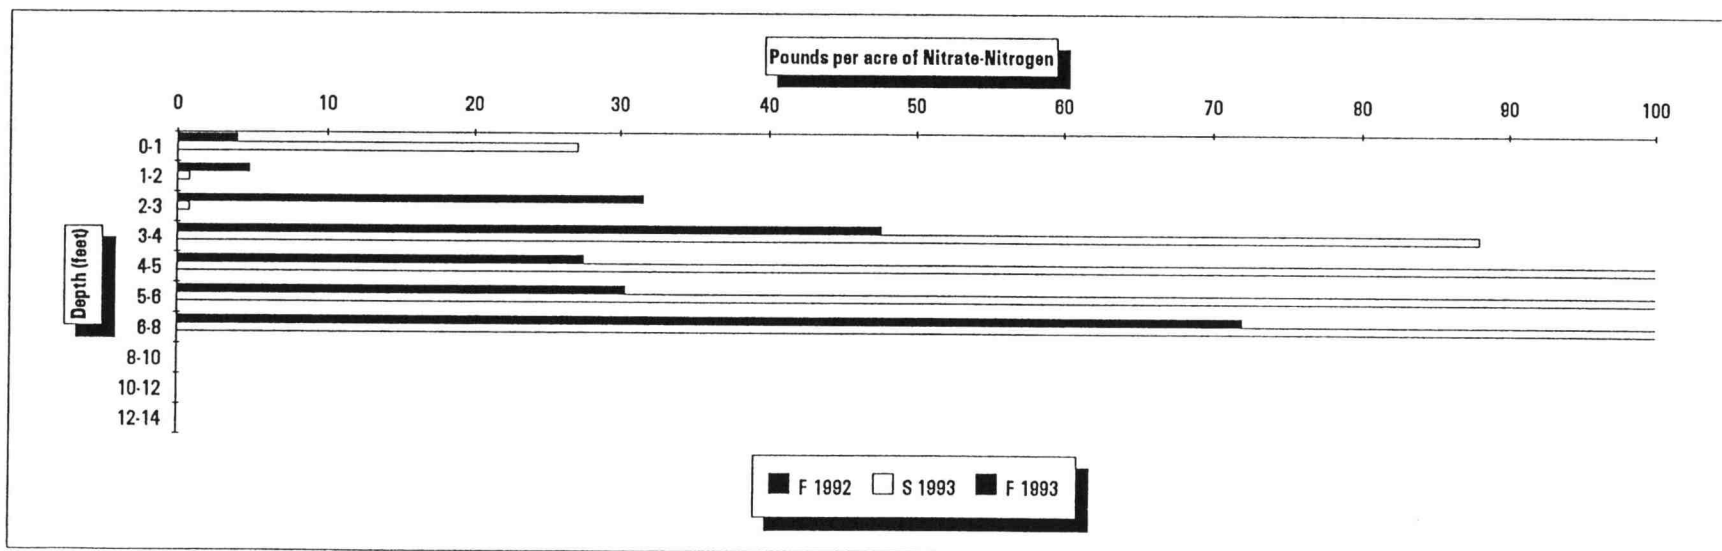 Pounds per acre of Nitrate-Nitrogen
0 10 20 30 40 50 60 70 80 90 100
Depth (feet)
0-1
1-2
2-3
3-4
4-5
5-6
6-8
8-10
10-12
12-14
F 1992 S 1993 F 1993